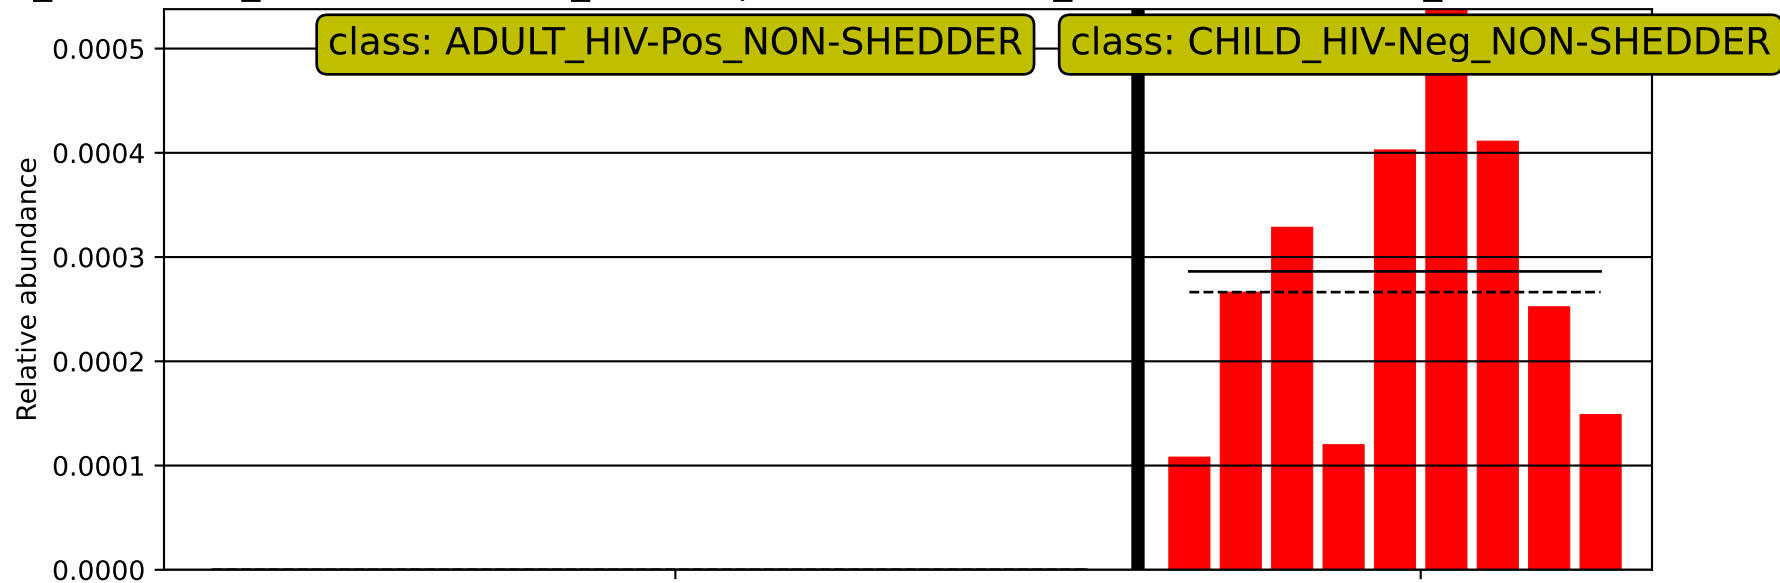 class: ADULT_HIV-Pos_NON-SHEDDER
class: CHILD_HIV-Neg_NON-SHEDDER
Relative abundance
0.0005
0.0004
0.0003
0.0002
0.0001
0.0000